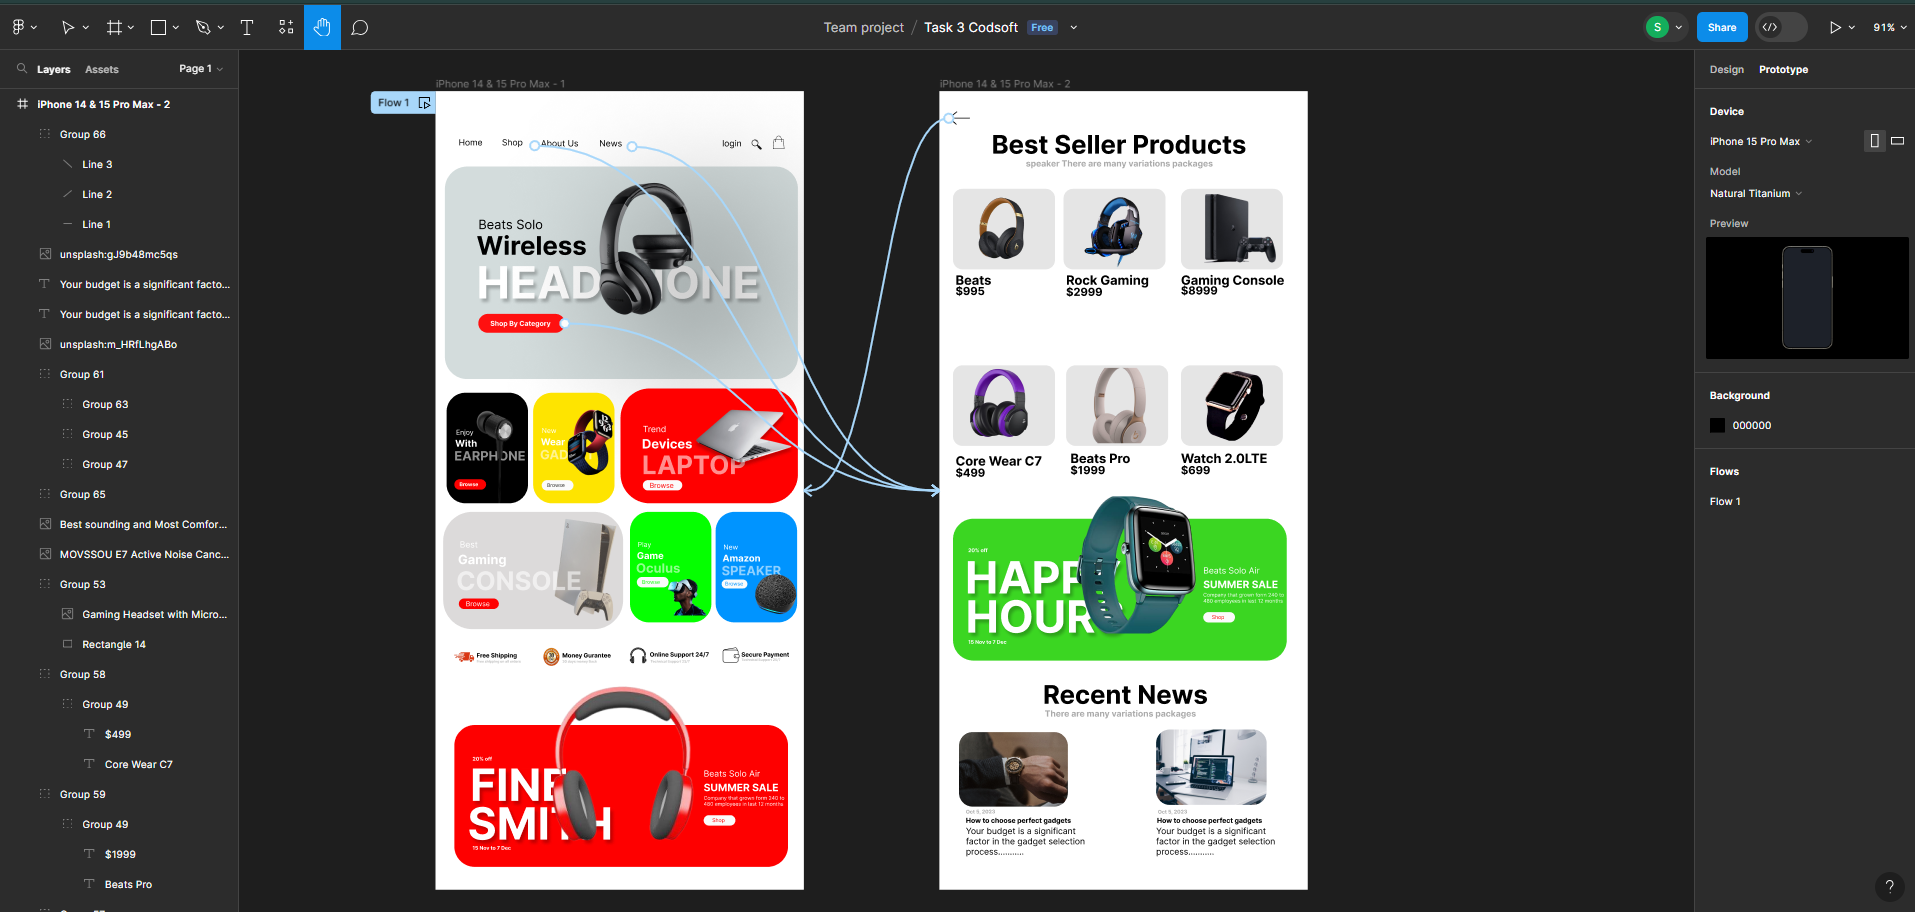 Team project / Task 3 Codsoft Free
S
Share
91%
Layers Assets Page 1
iPhone 14 & 15 Pro Max - 2
Group 66
Line 3
Line 2
Line 1
unsplash:gJ9b48mc5qs
Your budget is a significant facto...
Your budget is a significant facto...
unsplash:m_HRfLhgABo
Group 61
Group 63
Group 45
Group 47
Group 65
Best sounding and Most Comfor...
MOVSSOU E7 Active Noise Canc...
Group 53
Gaming Headset with Micro...
Rectangle 14
Group 58
Group 49
$499
Core Wear C7
Group 59
Group 49
$1999
Beats Pro
iPhone 14 & 15 Pro Max - 1
Flow 1
Home Shop About Us News login
Beats Solo
Wireless
Shop By Category
Enjoy
With
EARPHONE
Browse
New
Wear
Browse
Trend
Devices
LAPTOP
Browse
Best
Gaming
CONSOLE
Browse
Play
Game
Oculus
Browse
New
Amazon
SPEAKER
Browse
Free Shipping
Money Gurantee
Online Support 24/7
Secure Payment
20% off
FINE
SMITH
15 Nov to 7 Dec
Beats Solo Air
SUMMER SALE
Company that grown form 240 to
480 employees in last 12 months
Shop
iPhone 14 & 15 Pro Max - 2
Best Seller Products
speaker There are many variations packages
Beats
$995
Rock Gaming
$2999
Gaming Console
$8999
Core Wear C7
$499
Beats Pro
$1999
Watch 2.0LTE
$699
20% off
HAPP
HOUR
15 Nov to 7 Dec
Beats Solo Air
SUMMER SALE
Company that grown form 240 to
480 employees in last 12 months
Shop
Recent News
There are many variations packages
Oct 5, 2023
How to choose perfect gadgets
Your budget is a significant
factor in the gadget selection
process...........
Oct 5, 2023
How to choose perfect gadgets
Your budget is a significant
factor in the gadget selection
process...........
Design Prototype
Device
iPhone 15 Pro Max
Model
Natural Titanium
Preview
Background
000000
Flows
Flow 1
?